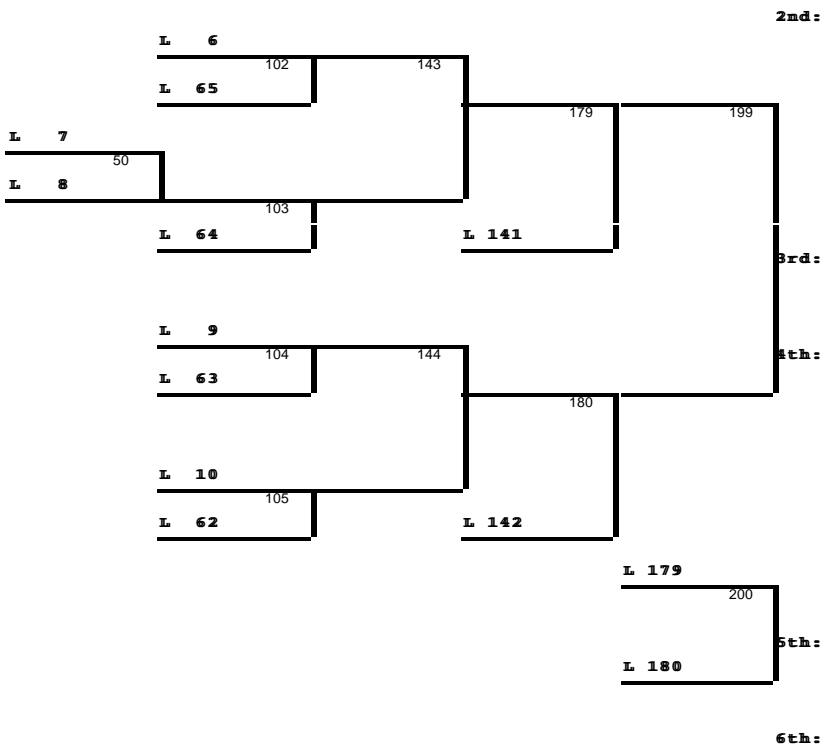 2nd:
L 6
102 143
L 65
179 199
L 7
50
L 8
103
L 64 L 141
3rd:
L 9
104 144 4th:
L 63
180
L 10
105
L 62 L 142
L 179
200
5th:
L 180
6th: